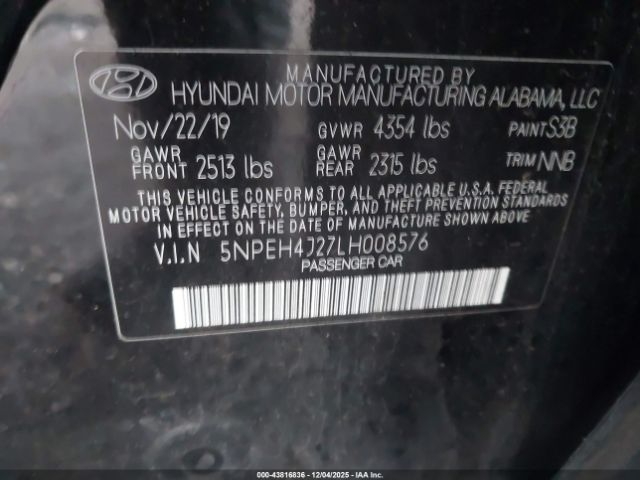 MANUFACTURED BY
HYUNDAI MOTOR MANUFACTURING ALABAMA, LLC
Nov/22/19 GVWR 4354 lbs PAINT S3B
GAWR FRONT 2513 lbs GAWR REAR 2315 lbs TRIM NNB
THIS VEHICLE CONFORMS TO ALL APPLICABLE U.S.A. FEDERAL
MOTOR VEHICLE SAFETY, BUMPER, AND THEFT PREVENTION STANDARDS
IN EFFECT ON THE DATE OF MANUFACTURE SHOWN ABOVE.
V.I.N 5NPEH4J27LH008576
PASSENGER CAR
000-43816836 - 12/04/2025 - IAA Inc.